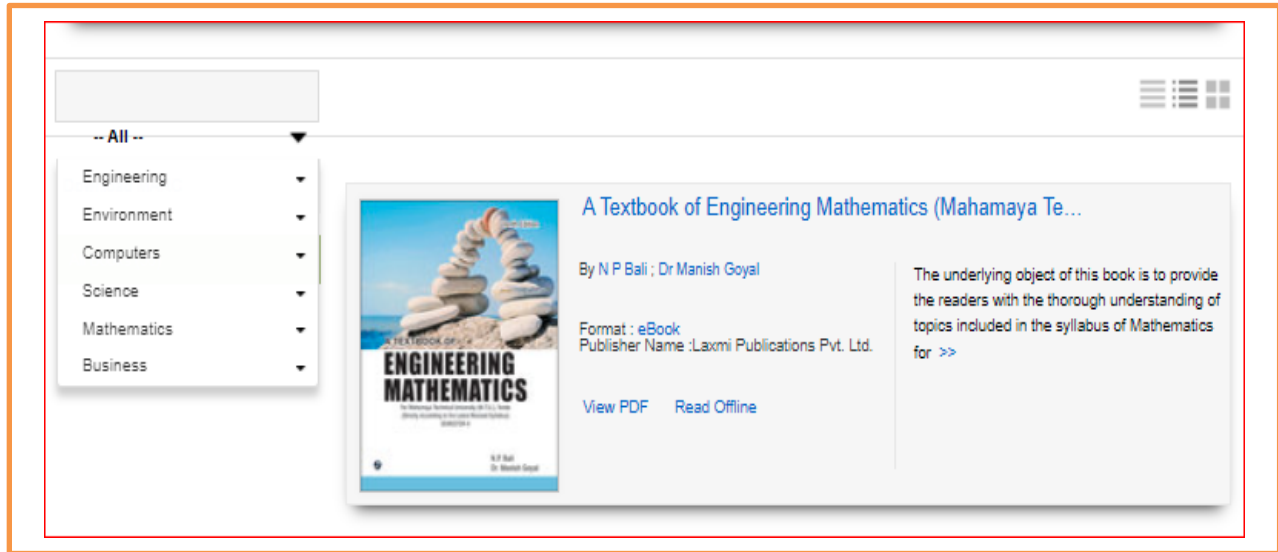 -- All --
Engineering
Environment
Computers
Science
Mathematics
Business
A TEXTBOOK OF
ENGINEERING
MATHEMATICS
N.P. Bali
Dr. Manish Goyal
A Textbook of Engineering Mathematics (Mahamaya Te...
By N P Bali ; Dr Manish Goyal
Format : eBook
Publisher Name :Laxmi Publications Pvt. Ltd.
View PDF Read Offline
The underlying object of this book is to provide
the readers with the thorough understanding of
topics included in the syllabus of Mathematics
for >>